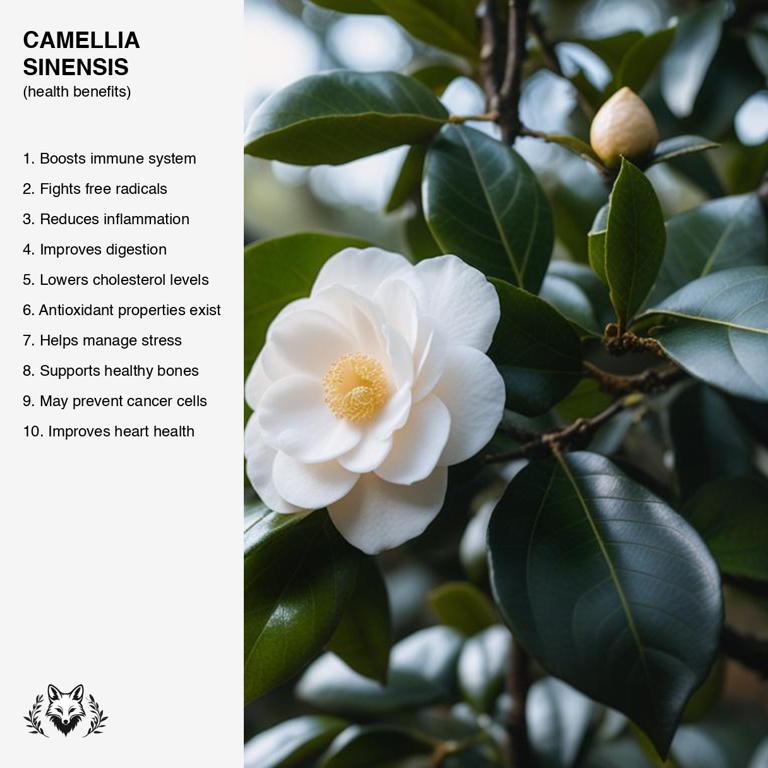 CAMELLIA
SINENSIS
(health benefits)
1. Boosts immune system
2. Fights free radicals
3. Reduces inflammation
4. Improves digestion
5. Lowers cholesterol levels
6. Antioxidant properties exist
7. Helps manage stress
8. Supports healthy bones
9. May prevent cancer cells
10. Improves heart health